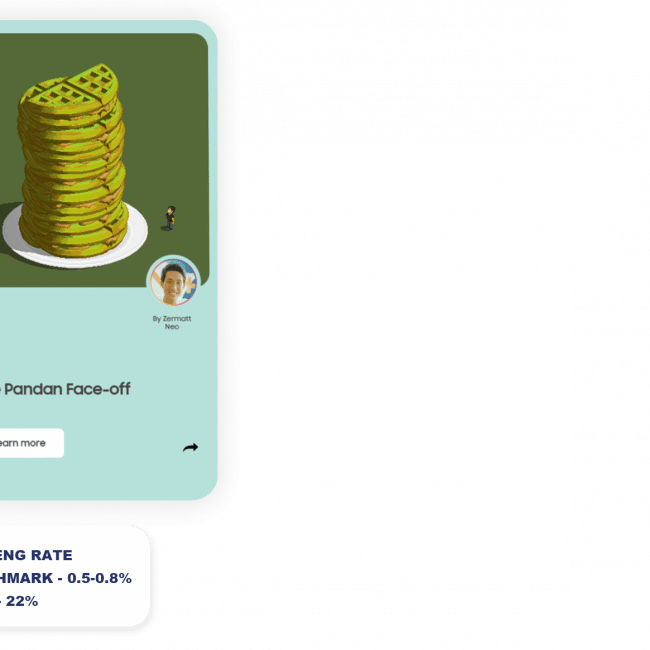 By Zermatt
Neo
Pandan Face-off
earn more
ENG RATE
HMARK - 0.5-0.8%
- 22%